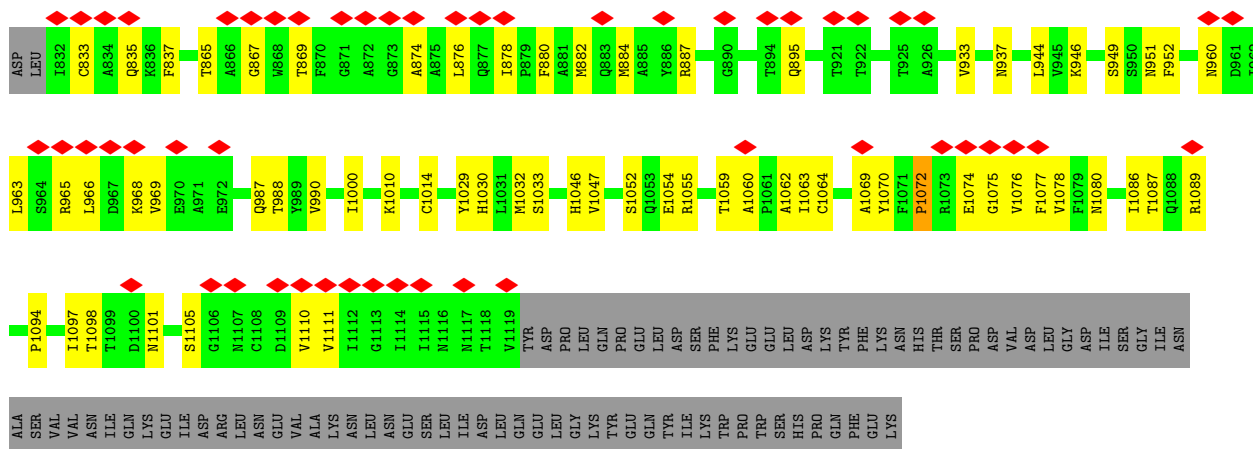 ASP LEU I832 C833 A834 Q835 K836 F837 T865 A866 G867 W868 T869 F870 G871 A872 G873 A874 A875 L876 Q877 I878 P879 F880 A881 M882 Q883 M884 A885 Y886 R887 G890 T894 Q895 T921 T922 T925 A926 V933 N937 L944 V945 K946 S949 S950 N951 F952 N960 D961
L963 S964 R965 L966 D967 K968 V969 E970 A971 E972 Q987 T988 Y989 V990 I1000 K1010 C1014 Y1029 H1030 L1031 M1032 S1033 H1046 V1047 S1052 Q1053 E1054 R1055 T1059 A1060 P1061 A1062 I1063 C1064 A1069 Y1070 F1071 P1072 R1073 E1074 G1075 V1076 F1077 V1078 F1079 N1080 I1086 T1087 Q1088 R1089
P1094 I1097 T1098 T1099 D1100 N1101 S1105 G1106 N1107 C1108 D1109 V1110 V1111 I1112 G1113 I1114 I1115 N1116 N1117 T1118 V1119 TYR ASP PRO LEU GLN PRO GLU LEU ASP SER PHE LYS GLU GLU LEU ASP LYS TYR PHE LYS ASN HIS THR SER PRO ASP VAL ASP LEU GLY ASP ILE SER GLY ILE ASN
ALA SER VAL VAL ASN ILE GLN LYS GLU ILE ASP ARG LEU ASN GLU VAL ALA LYS ASN LEU ASN GLU SER LEU ILE ASP LEU GLN GLU LEU GLY LYS TYR GLU GLN TYR ILE LYS TRP PRO TRP SER HIS PRO GLN PHE GLU LYS